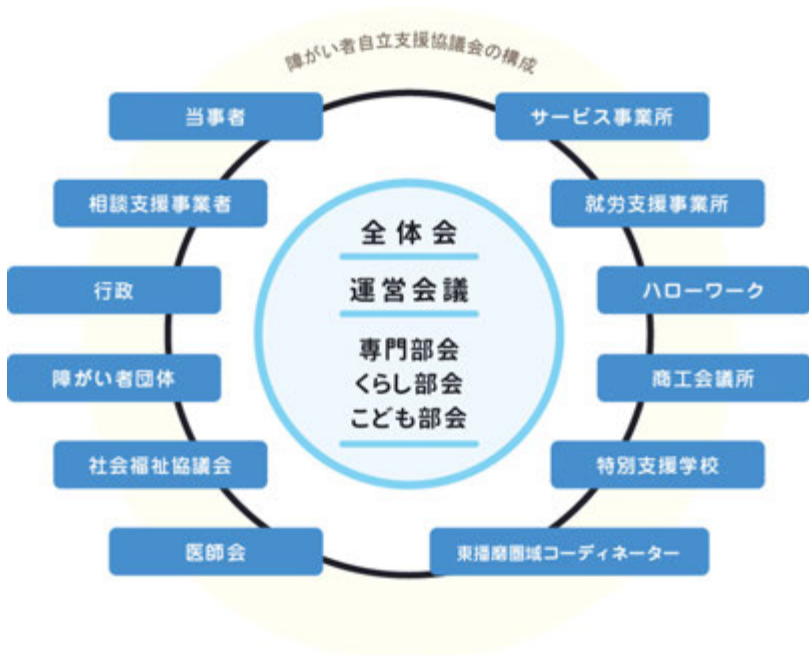 障がい者自立支援協議会の構成
当事者
サービス事業所
相談支援事業者
就労支援事業所
行政
ハローワーク
障がい者団体
商工会議所
社会福祉協議会
特別支援学校
医師会
東播磨圏域コーディネーター
全体会
運営会議
専門部会
くらし部会
こども部会